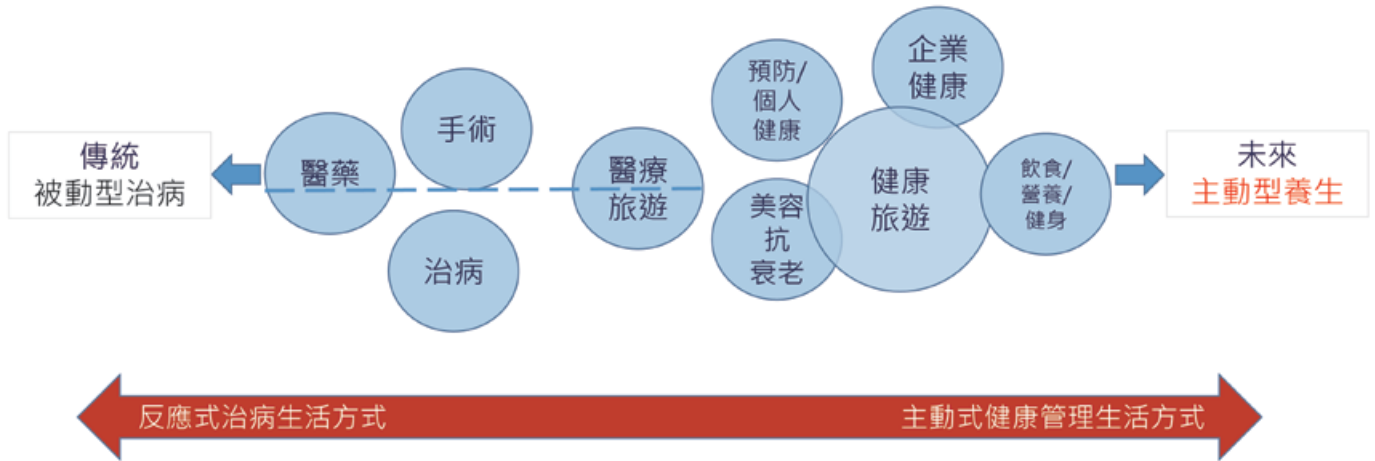 傳統
被動型治病
醫藥
手術
治病
醫療
旅遊
預防/
個人
健康
美容
抗
衰老
企業
健康
健康
旅遊
飲食/
營養/
健身
未來
主動型養生
反應式治病生活方式
主動式健康管理生活方式